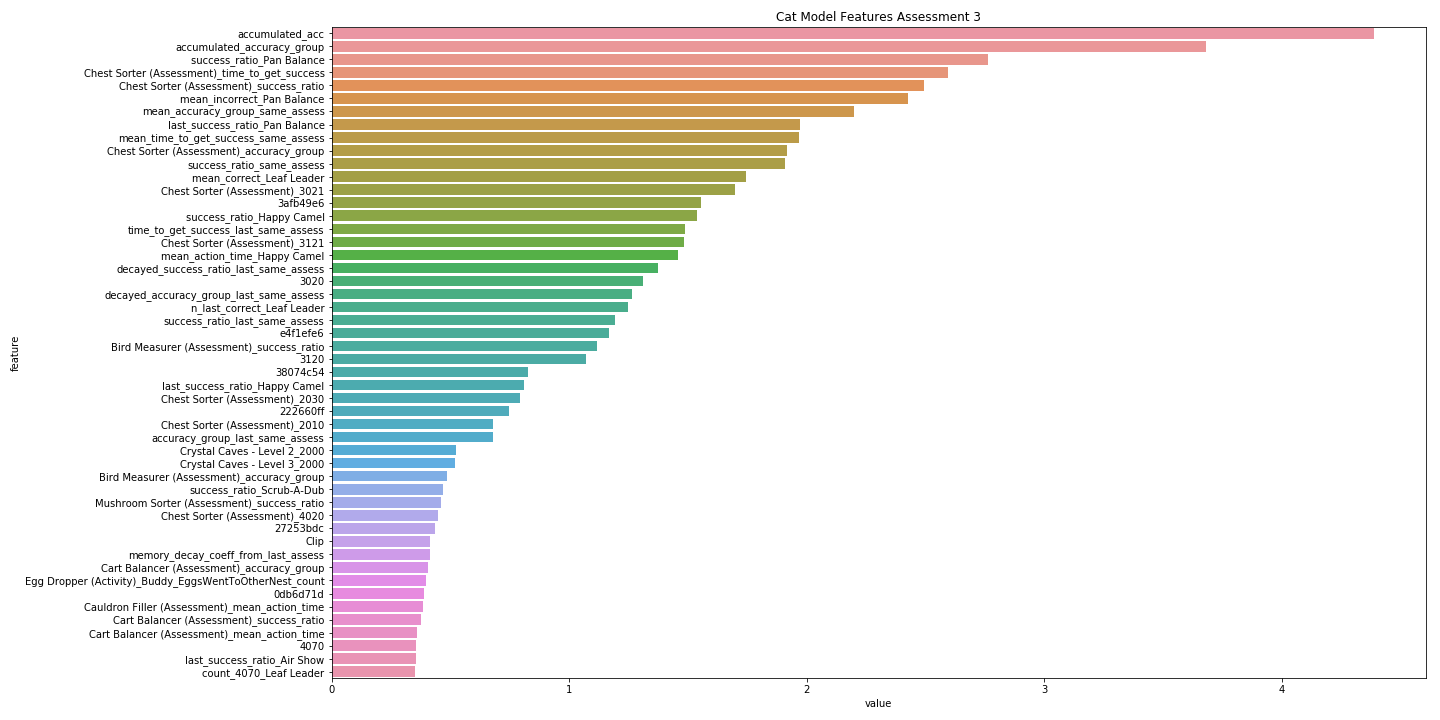 Cat Model Features Assessment 3
accumulated_acc
accumulated_accuracy_group
success_ratio_Pan Balance
Chest Sorter (Assessment)_time_to_get_success
Chest Sorter (Assessment)_success_ratio
mean_incorrect_Pan Balance
mean_accuracy_group_same_assess
last_success_ratio_Pan Balance
mean_time_to_get_success_same_assess
Chest Sorter (Assessment)_accuracy_group
success_ratio_same_assess
mean_correct_Leaf Leader
Chest Sorter (Assessment)_3021
3afb49e6
success_ratio_Happy Camel
time_to_get_success_last_same_assess
Chest Sorter (Assessment)_3121
mean_action_time_Happy Camel
decayed_success_ratio_last_same_assess
3020
decayed_accuracy_group_last_same_assess
n_last_correct_Leaf Leader
success_ratio_last_same_assess
e4f1efe6
Bird Measurer (Assessment)_success_ratio
3120
38074c54
last_success_ratio_Happy Camel
Chest Sorter (Assessment)_2030
222660ff
Chest Sorter (Assessment)_2010
accuracy_group_last_same_assess
Crystal Caves - Level 2_2000
Crystal Caves - Level 3_2000
Bird Measurer (Assessment)_accuracy_group
success_ratio_Scrub-A-Dub
Mushroom Sorter (Assessment)_success_ratio
Chest Sorter (Assessment)_4020
27253bdc
Clip
memory_decay_coeff_from_last_assess
Cart Balancer (Assessment)_accuracy_group
Egg Dropper (Activity)_Buddy_EggsWentToOtherNest_count
0db6d71d
Cauldron Filler (Assessment)_mean_action_time
Cart Balancer (Assessment)_success_ratio
Cart Balancer (Assessment)_mean_action_time
4070
last_success_ratio_Air Show
count_4070_Leaf Leader
feature
0 1 2 3 4
value